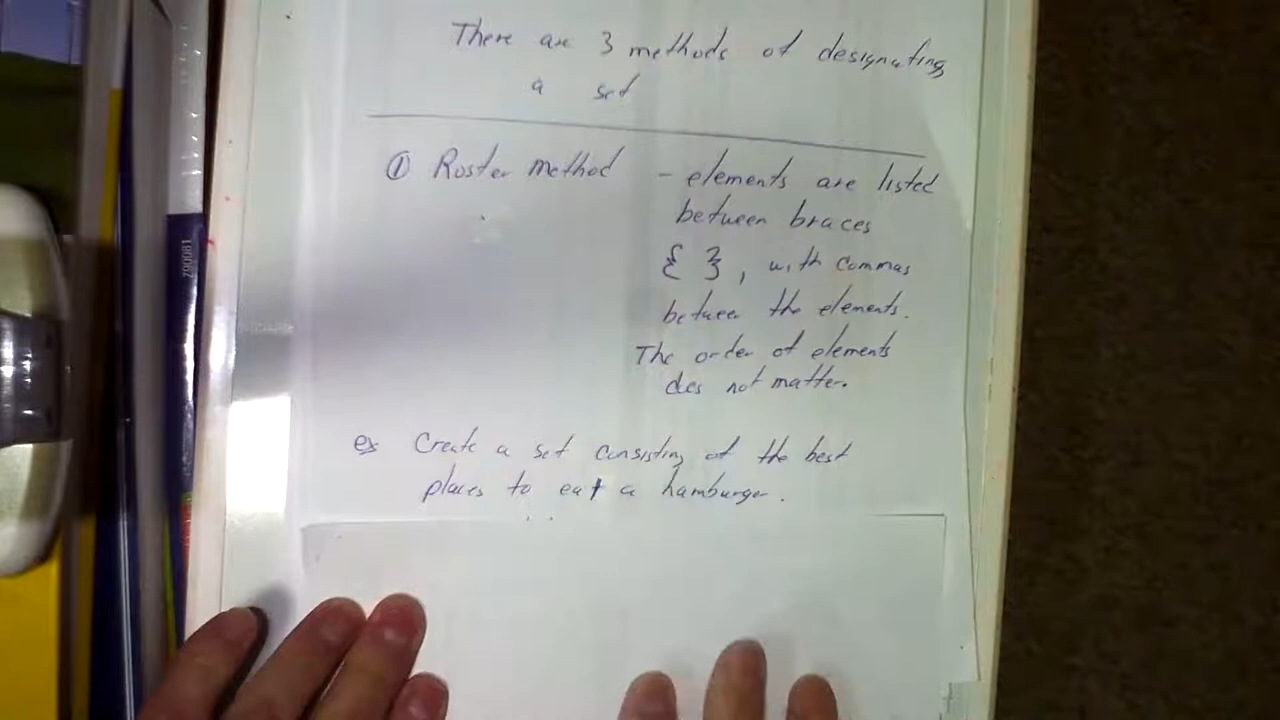 There are 3 methods of designating
a set
① Roster method - elements are listed
between braces
{ }, with commas
between the elements.
The order of elements
does not matter.
ex Create a set consisting of the best
places to eat a hamburger.
790081